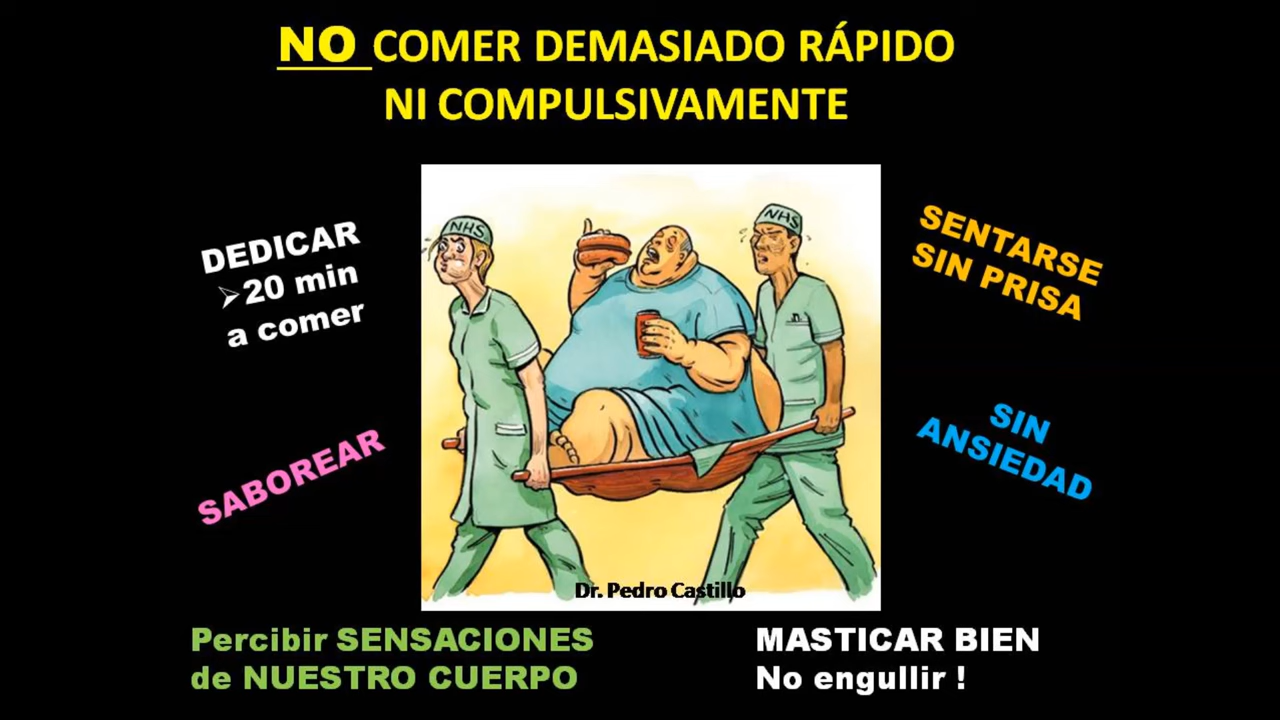 NO COMER DEMASIADO RÁPIDO
NI COMPULSIVAMENTE
DEDICAR
➢20 min
a comer
SENTARSE
SIN PRISA
NHS
NHS
SABOREAR
SIN
ANSIEDAD
Dr. Pedro Castillo
Percibir SENSACIONES
de NUESTRO CUERPO
MASTICAR BIEN
No engullir !